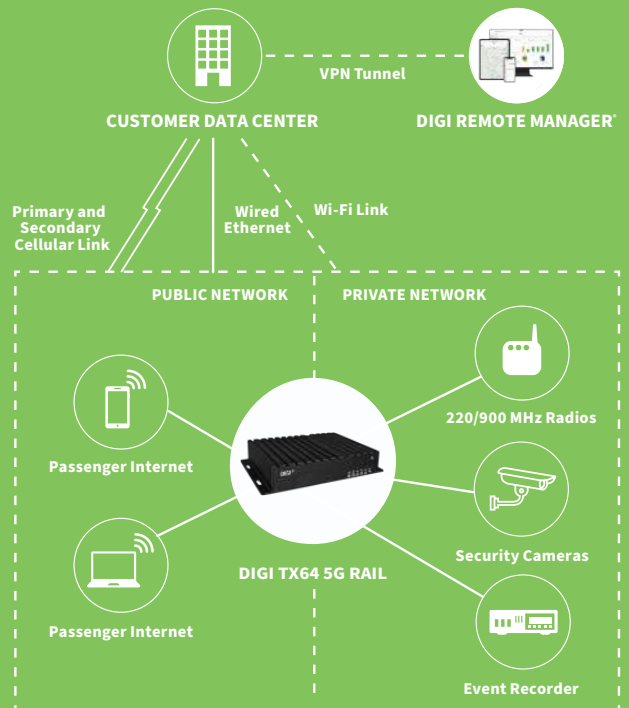 VPN Tunnel
CUSTOMER DATA CENTER
DIGI REMOTE MANAGER®
Primary and
Secondary
Cellular Link
Wired
Ethernet
Wi-Fi Link
PUBLIC NETWORK
PRIVATE NETWORK
Passenger Internet
220/900 MHz Radios
DIGI
Security Cameras
DIGI TX64 5G RAIL
Passenger Internet
Event Recorder